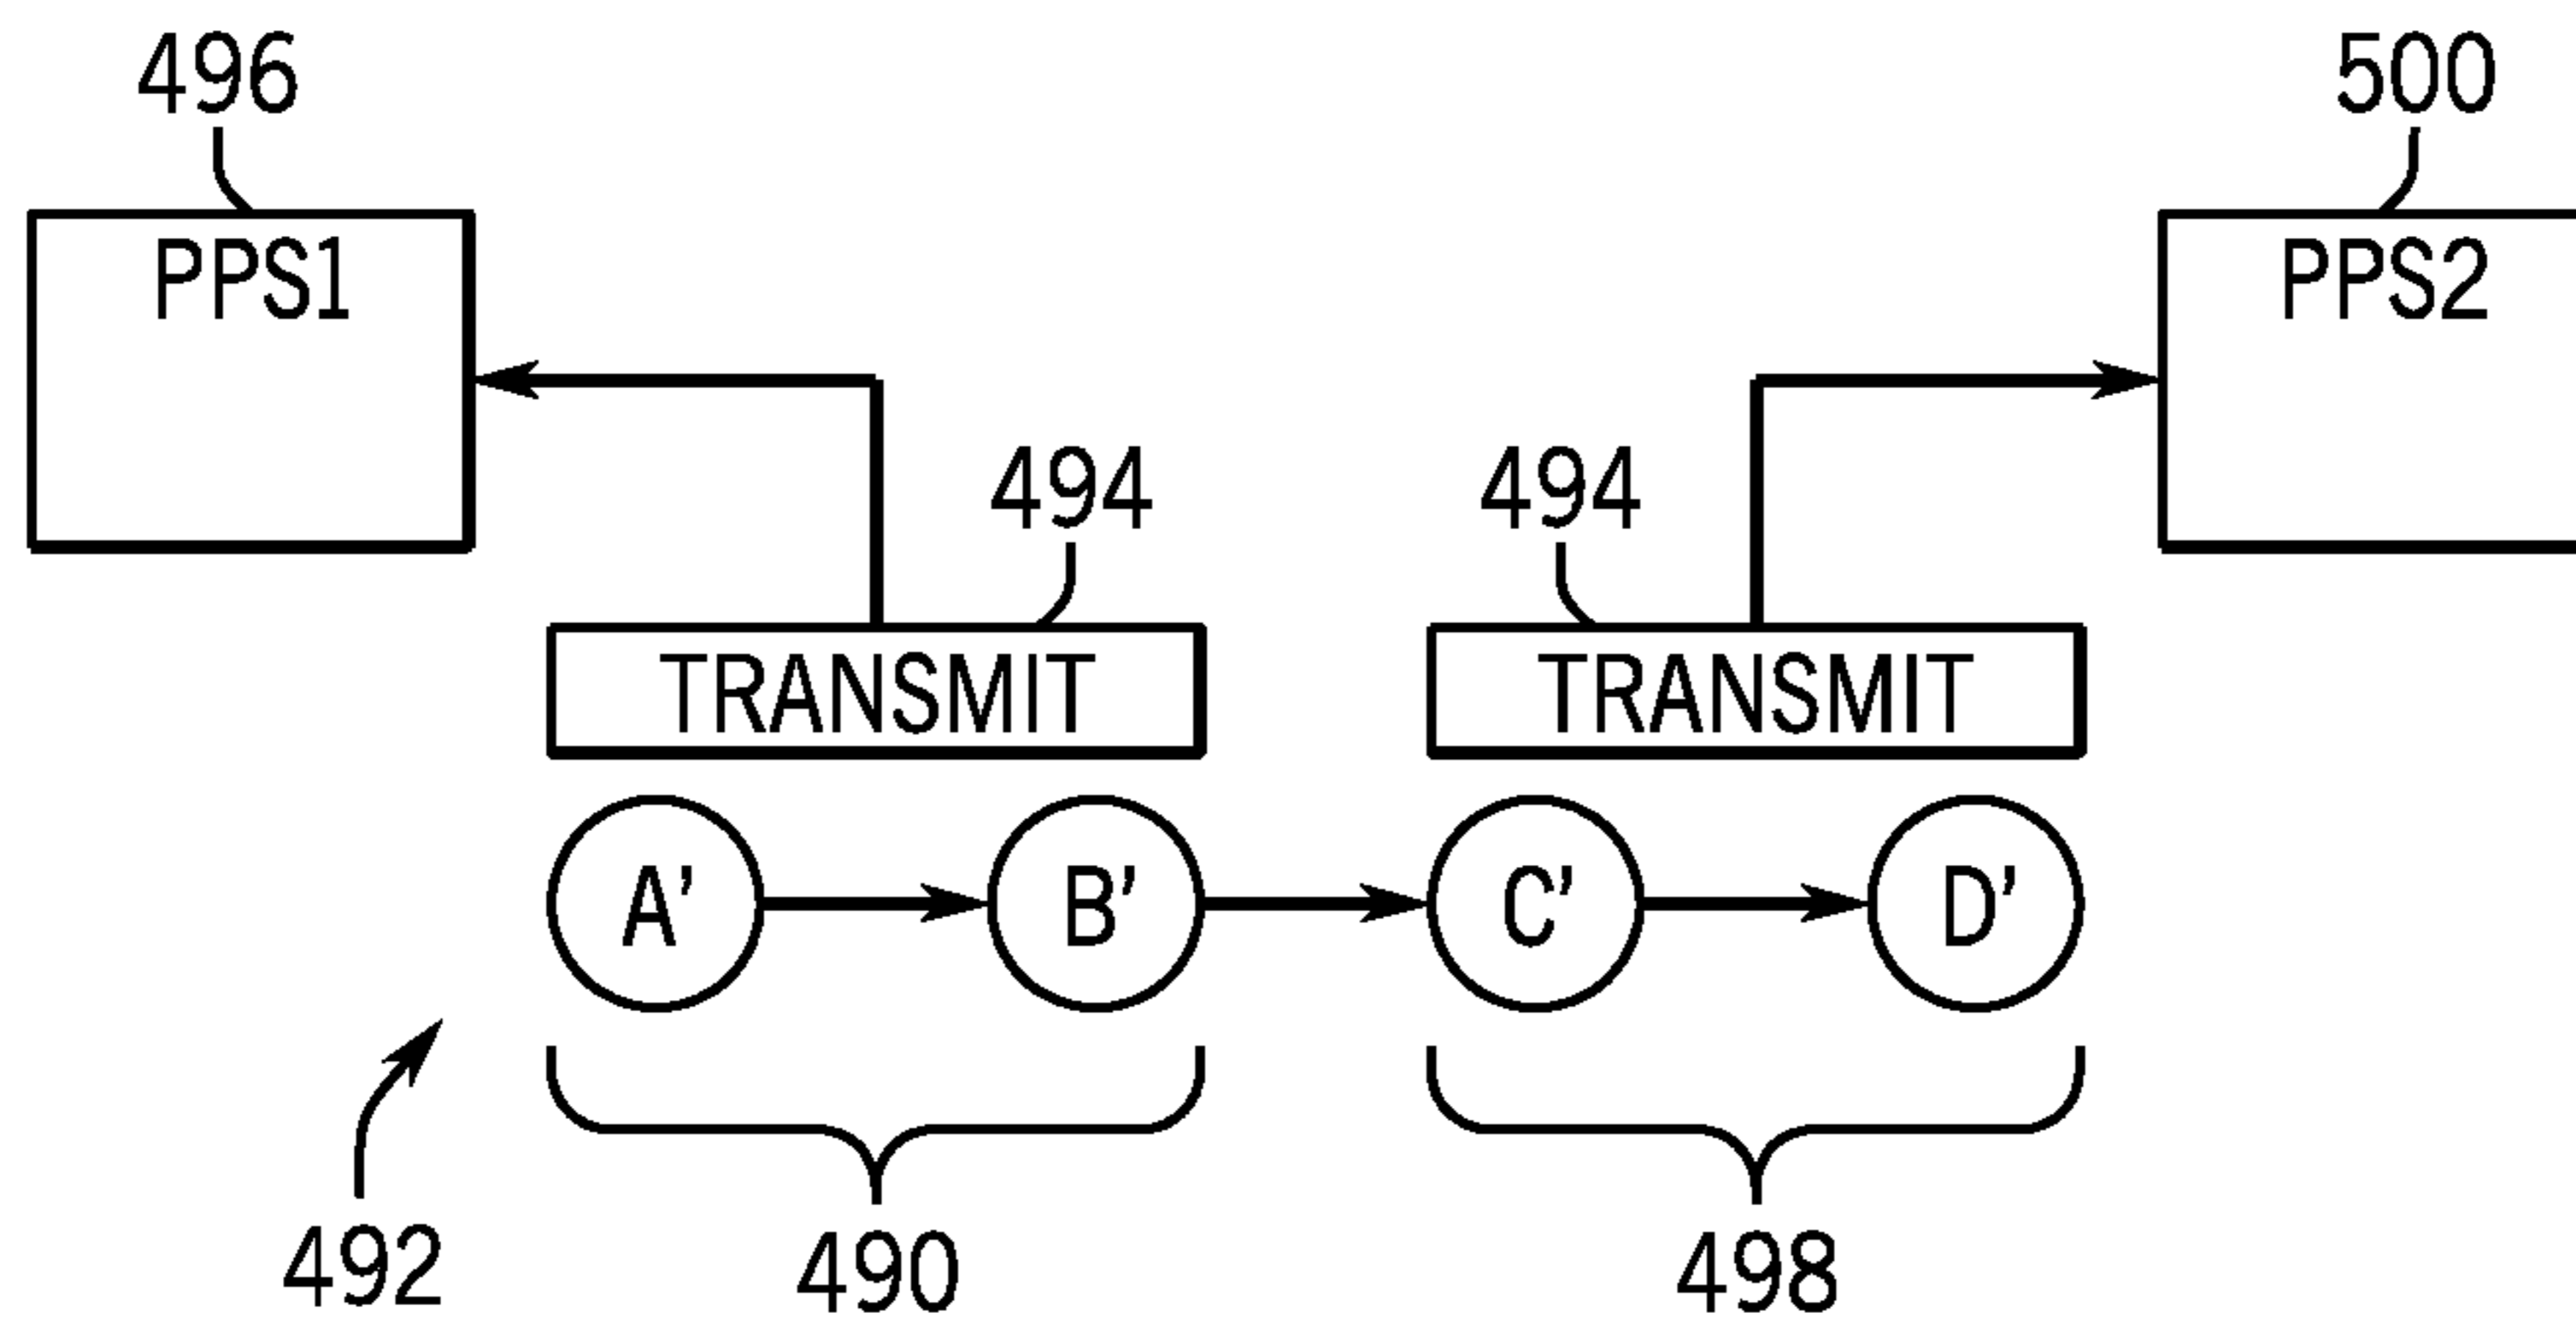 496
500
PPS1
PPS2
494
494
TRANSMIT
TRANSMIT
A'
B'
C'
D'
492
490
498